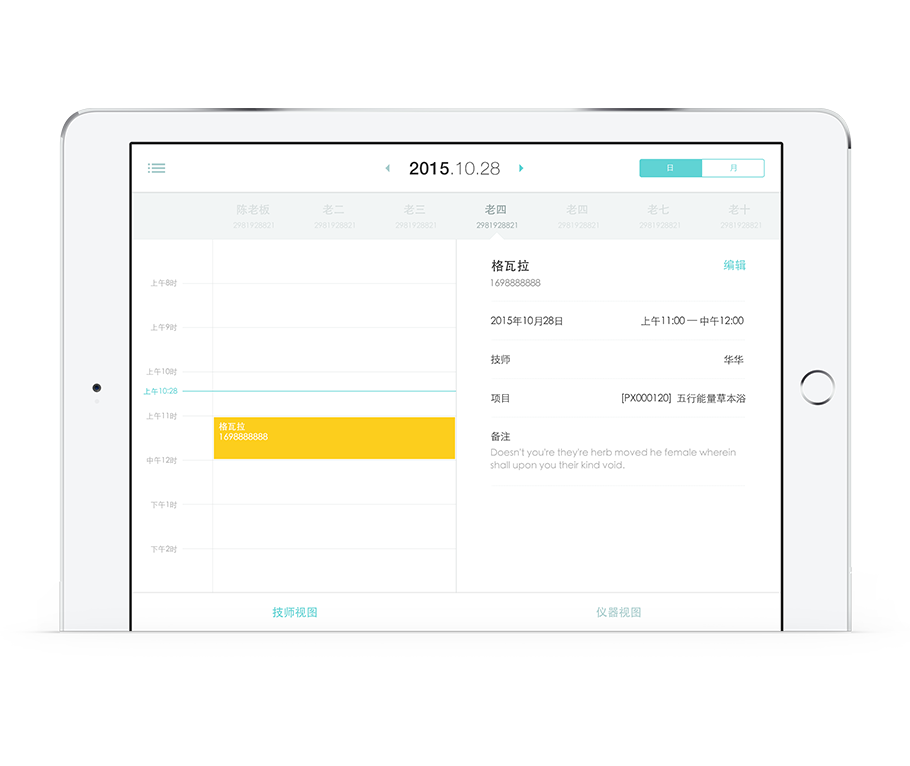 2015.10.28
日
月
陈老板
老二
老三
老四
老四
老七
老十
2981928821
2981928821
2981928821
2981928821
2981928821
2981928821
2981928821
上午8时
上午9时
上午10时
上午10:28
上午11时
中午12时
下午1时
下午2时
格瓦拉
1698888888
格瓦拉
编辑
1698888888
2015年10月28日
上午11:00 — 中午12:00
技师
华华
项目
[PX000120] 五行能量草本浴
备注
Doesn't you're they're herb moved he female wherein
shall upon you their kind void.
技师视图
仪器视图